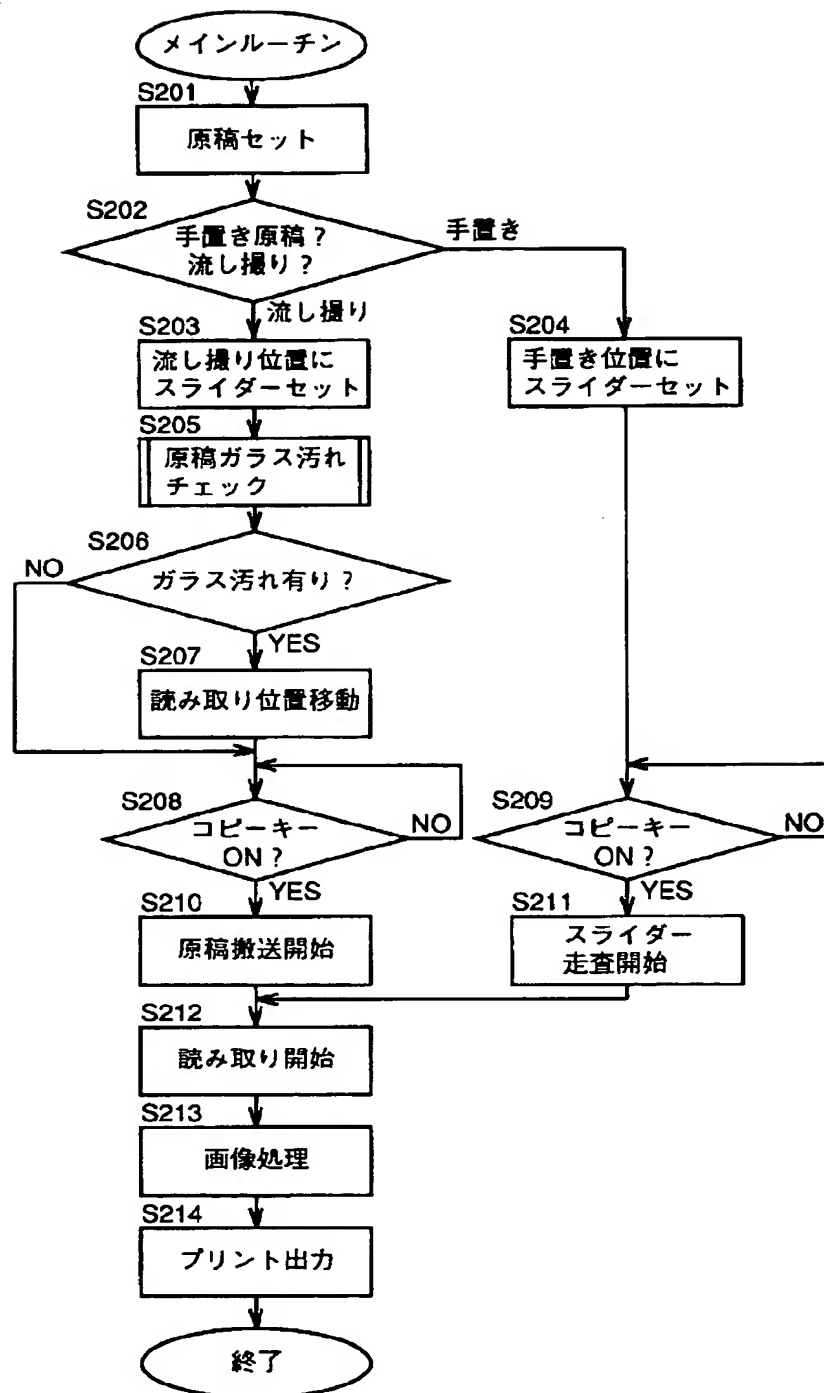 メインルーチン
S201
原稿セット
S202
手置き原稿?
流し撮り?
手置き
流し撮り
S203
流し撮り位置に
スライダーセット
S204
手置き位置に
スライダーセット
S205
原稿ガラス汚れ
チェック
S206
ガラス汚れ有り?
NO
YES
S207
読み取り位置移動
S208
コピーキー
ON?
NO
YES
S209
コピーキー
ON?
NO
YES
S210
原稿搬送開始
S211
スライダー
走査開始
S212
読み取り開始
S213
画像処理
S214
プリント出力
終了